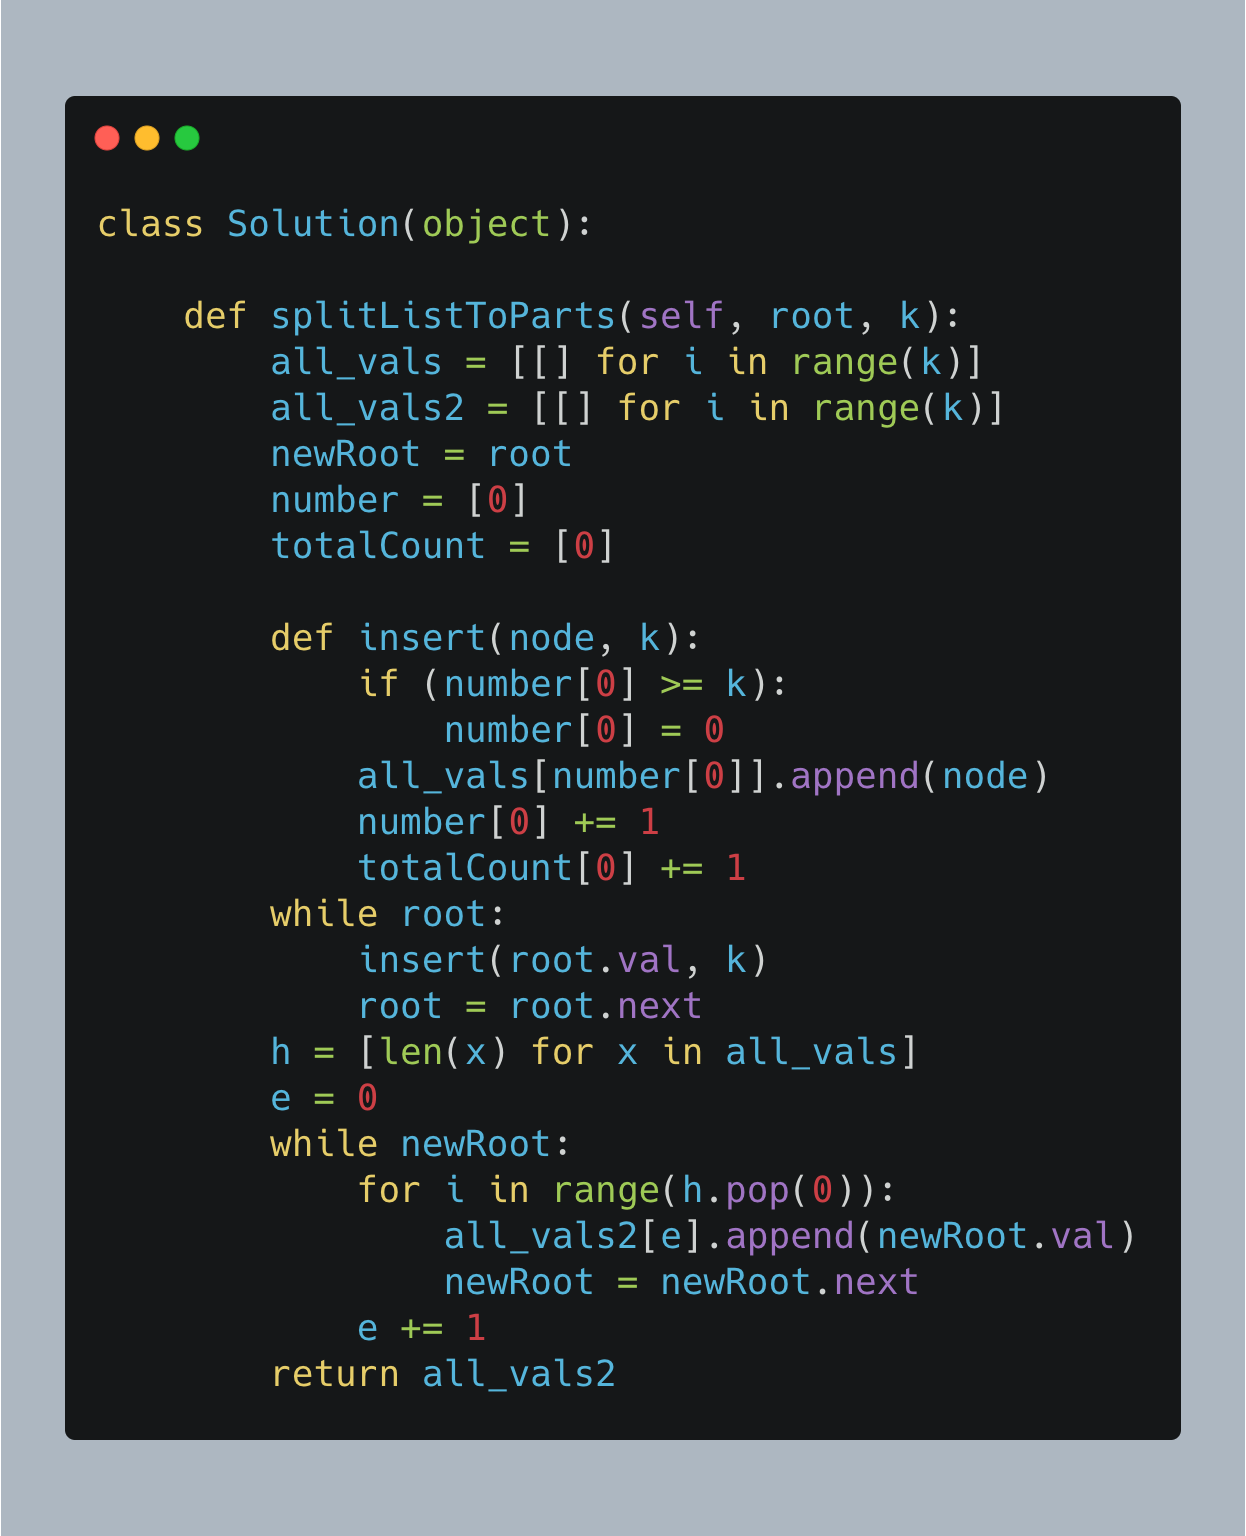 class Solution(object):

    def splitListToParts(self, root, k):
        all_vals = [[] for i in range(k)]
        all_vals2 = [[] for i in range(k)]
        newRoot = root
        number = [0]
        totalCount = [0]

        def insert(node, k):
            if (number[0] >= k):
                number[0] = 0
            all_vals[number[0]].append(node)
            number[0] += 1
            totalCount[0] += 1
        while root:
            insert(root.val, k)
            root = root.next
        h = [len(x) for x in all_vals]
        e = 0
        while newRoot:
            for i in range(h.pop(0)):
                all_vals2[e].append(newRoot.val)
                newRoot = newRoot.next
            e += 1
        return all_vals2